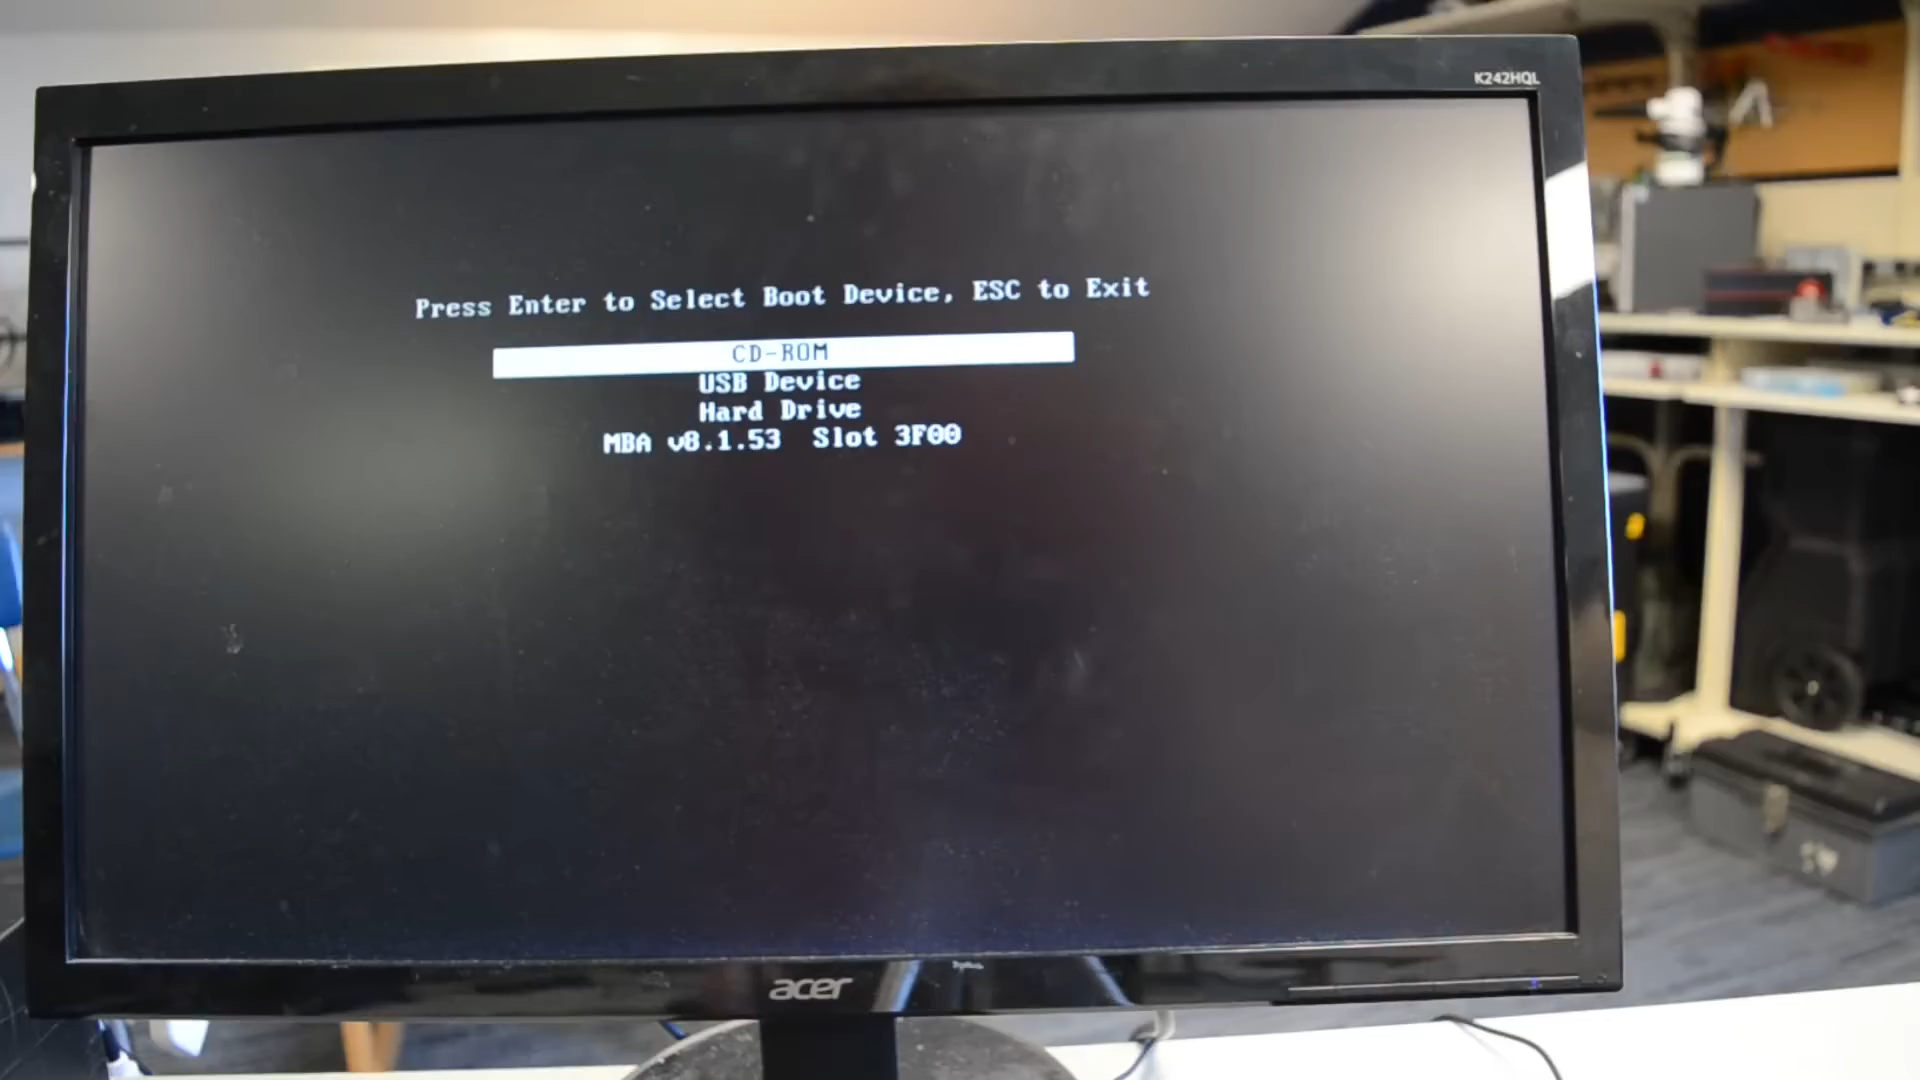 K242HQL
Press Enter to Select Boot Device, ESC to Exit
CD-ROM
USB Device
Hard Drive
MBA v8.1.53 Slot 3F00
acer